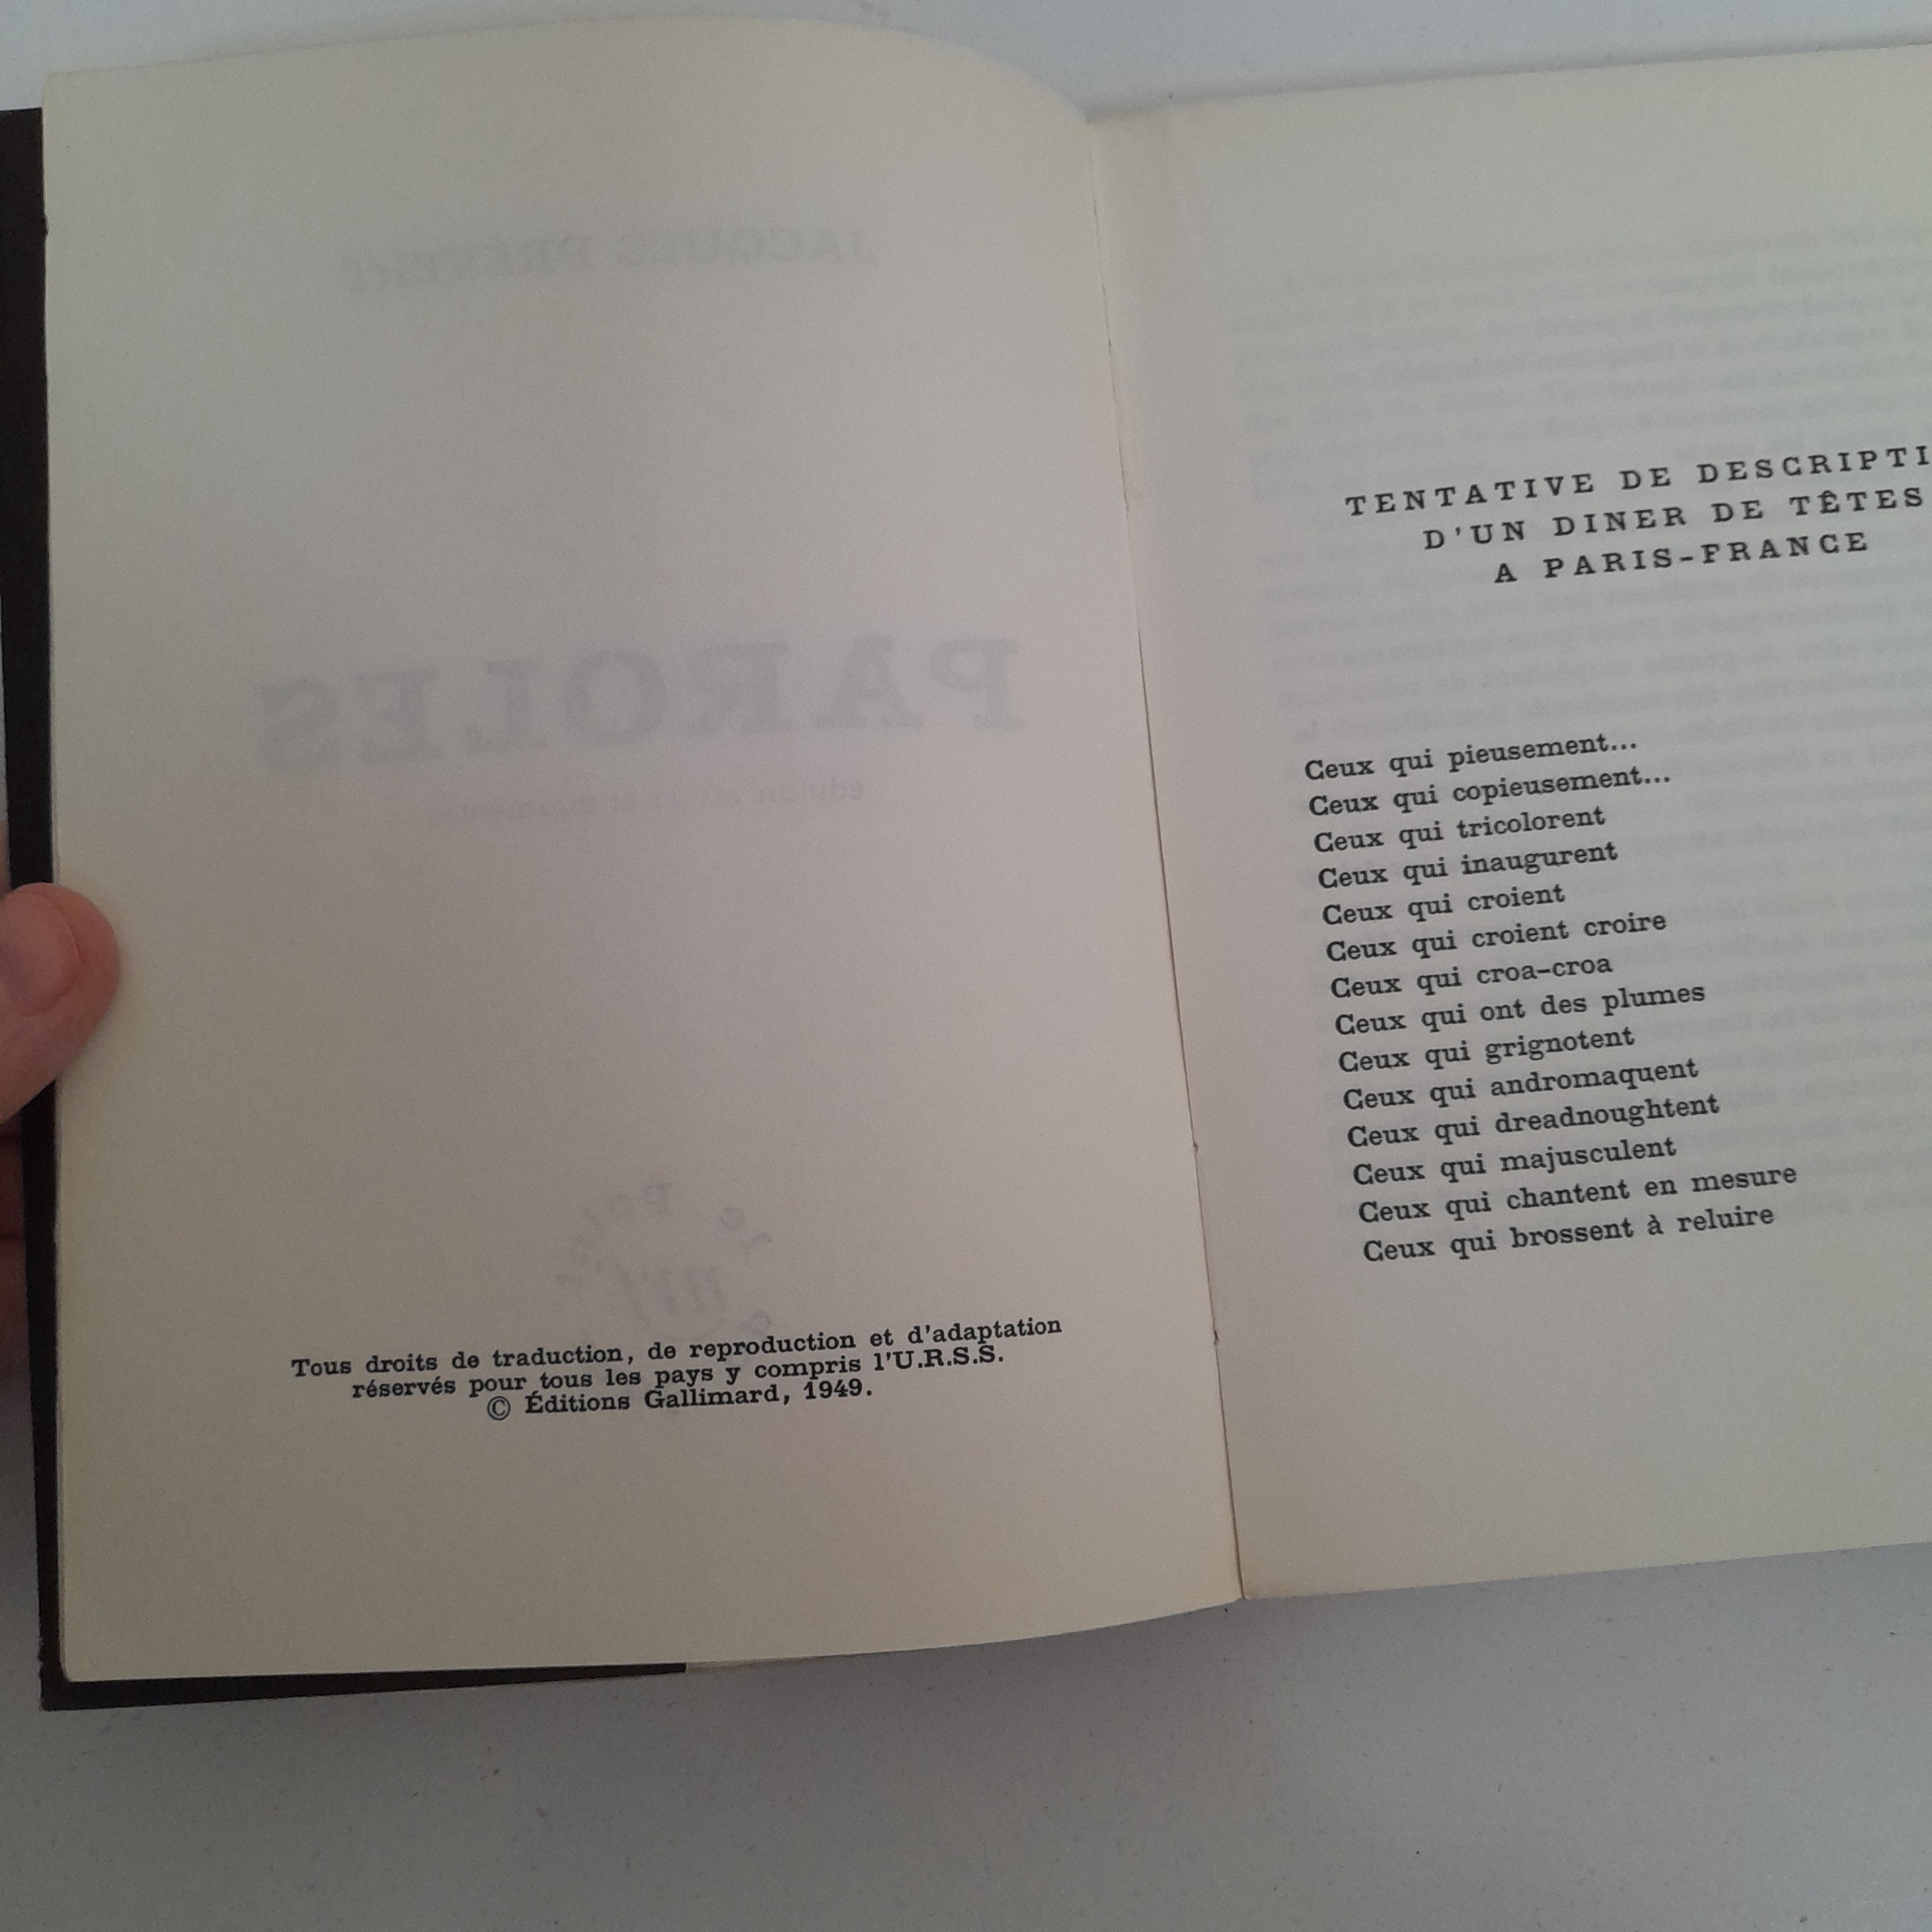 JACQUES PRÉVERT
PAROLES
Tous droits de traduction, de reproduction et d'adaptation
réservés pour tous les pays y compris l'U.R.S.S.
© Éditions Gallimard, 1949.
TENTATIVE DE DESCRIPTI
D'UN DINER DE TÊTES
A PARIS-FRANCE
Ceux qui pieusement...
Ceux qui copieusement...
Ceux qui tricolorent
Ceux qui inaugurent
Ceux qui croient
Ceux qui croient croire
Ceux qui croa-croa
Ceux qui ont des plumes
Ceux qui grignotent
Ceux qui andromaquent
Ceux qui dreadnoughtent
Ceux qui majusculent
Ceux qui chantent en mesure
Ceux qui brossent à reluire